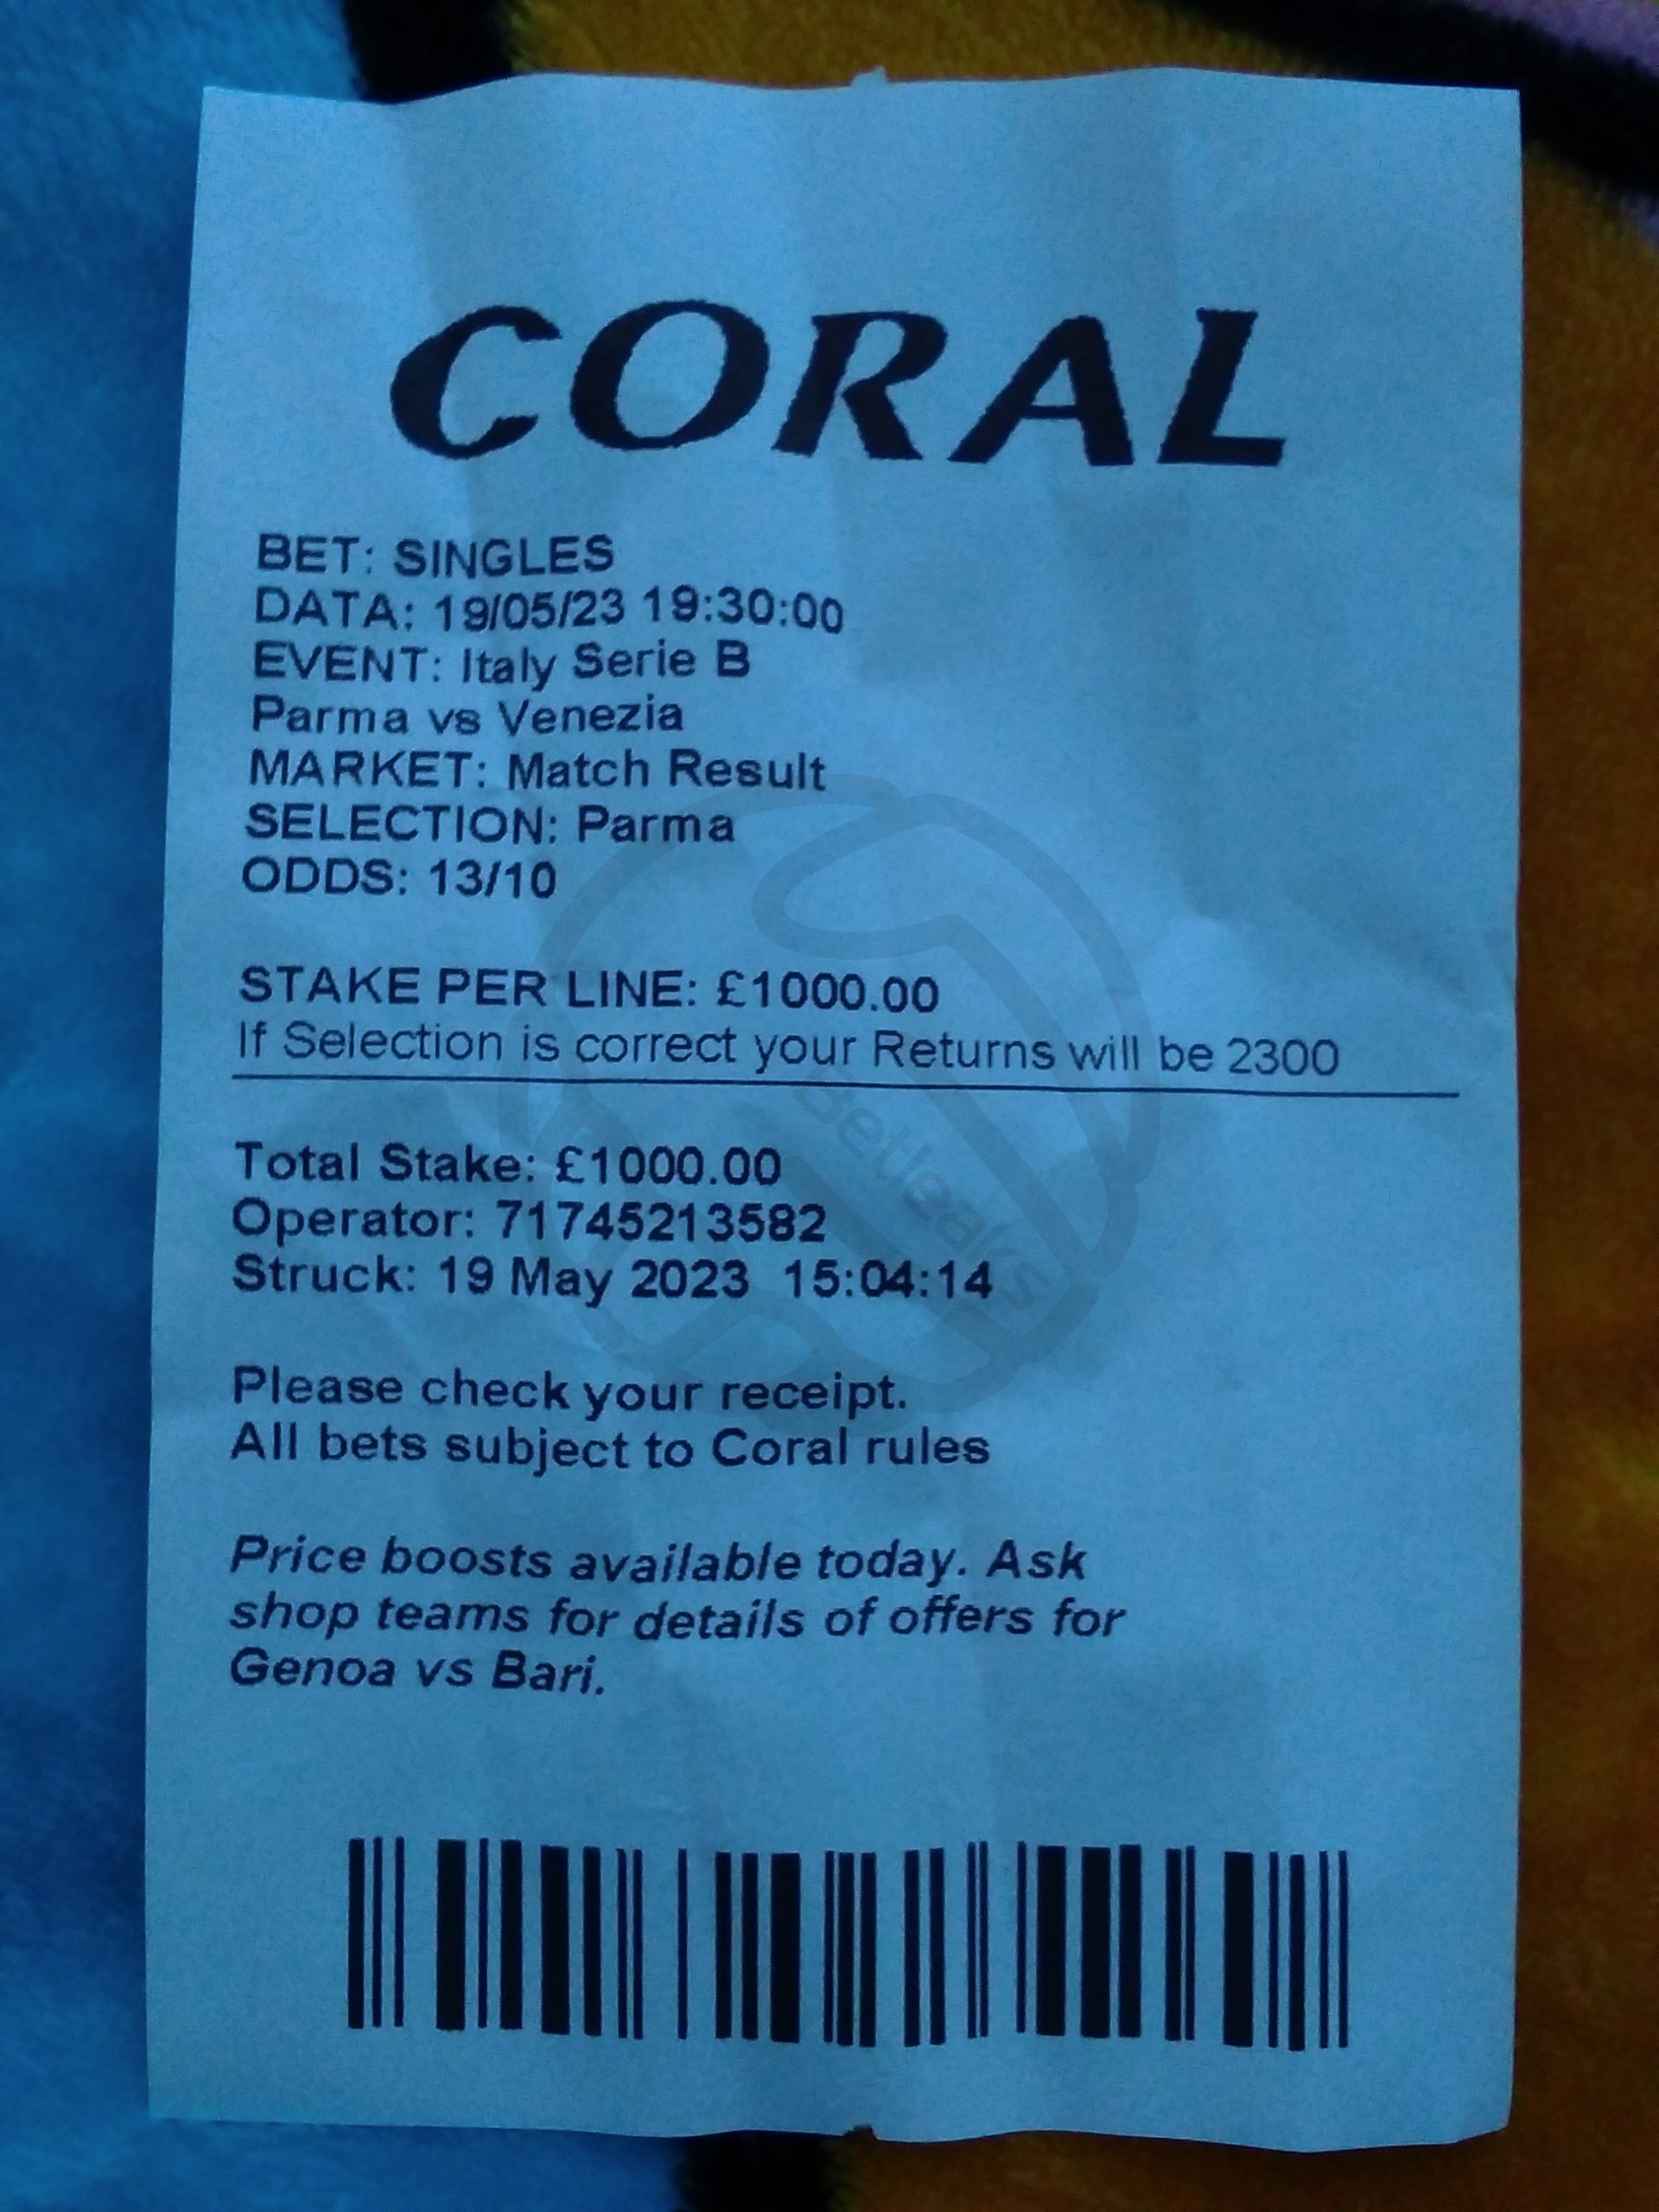 CORAL
BET: SINGLES
DATA: 19/05/23 19:30:00
EVENT: Italy Serie B
Parma vs Venezia
MARKET: Match Result
SELECTION: Parma
ODDS: 13/10
STAKE PER LINE: £1000.00
If Selection is correct your Returns will be 2300
Total Stake: £1000.00
Operator: 71745213582
Struck: 19 May 2023 15:04:14
Please check your receipt.
All bets subject to Coral rules
Price boosts available today. Ask
shop teams for details of offers for
Genoa vs Bari.
Betleaks